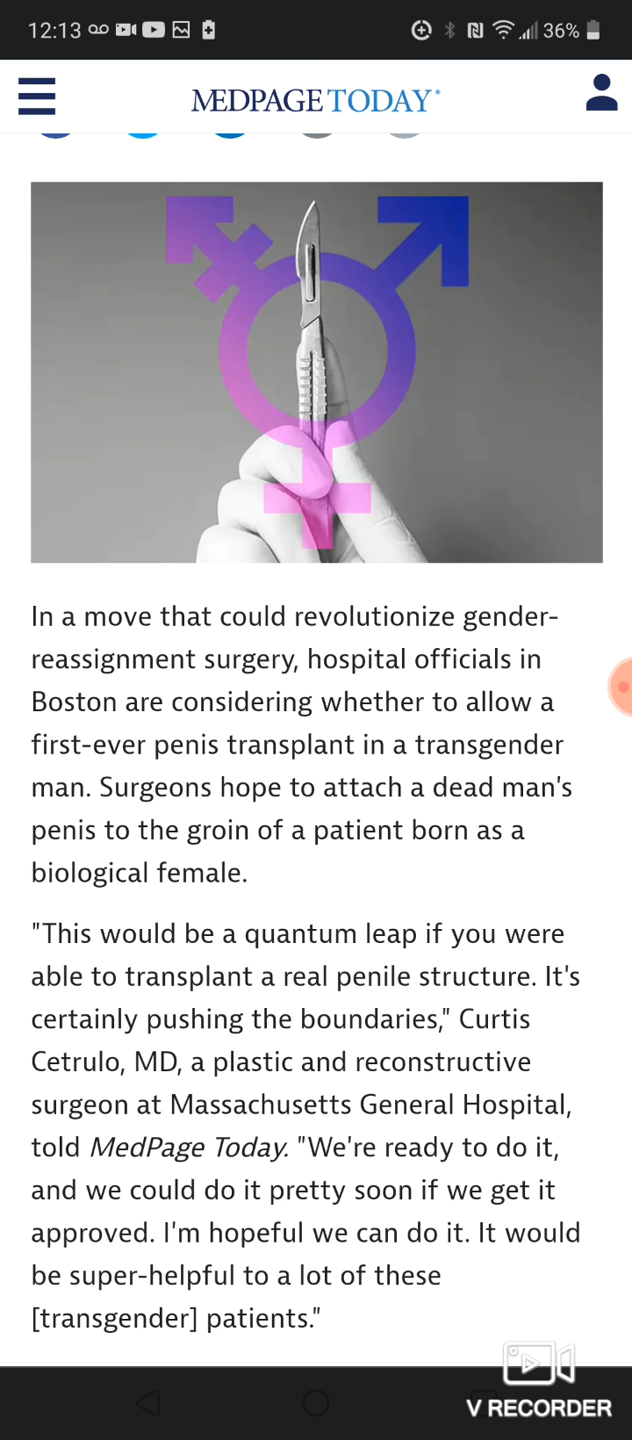 12:13 36%
MEDPAGE TODAY
In a move that could revolutionize gender-
reassignment surgery, hospital officials in
Boston are considering whether to allow a
first-ever penis transplant in a transgender
man. Surgeons hope to attach a dead man's
penis to the groin of a patient born as a
biological female.
"This would be a quantum leap if you were
able to transplant a real penile structure. It's
certainly pushing the boundaries," Curtis
Cetrulo, MD, a plastic and reconstructive
surgeon at Massachusetts General Hospital,
told MedPage Today. "We're ready to do it,
and we could do it pretty soon if we get it
approved. I'm hopeful we can do it. It would
be super-helpful to a lot of these
[transgender] patients."
V RECORDER